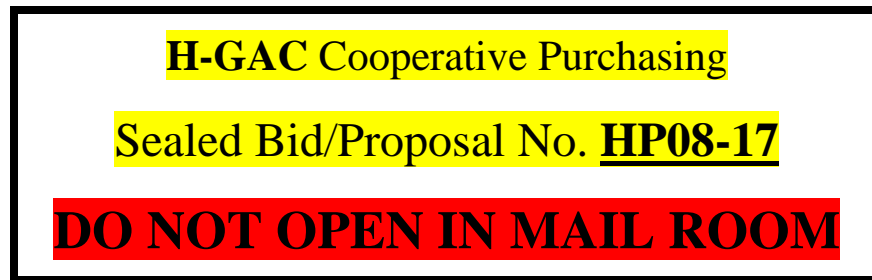 H-GAC Cooperative Purchasing
Sealed Bid/Proposal No. HP08-17
DO NOT OPEN IN MAIL ROOM